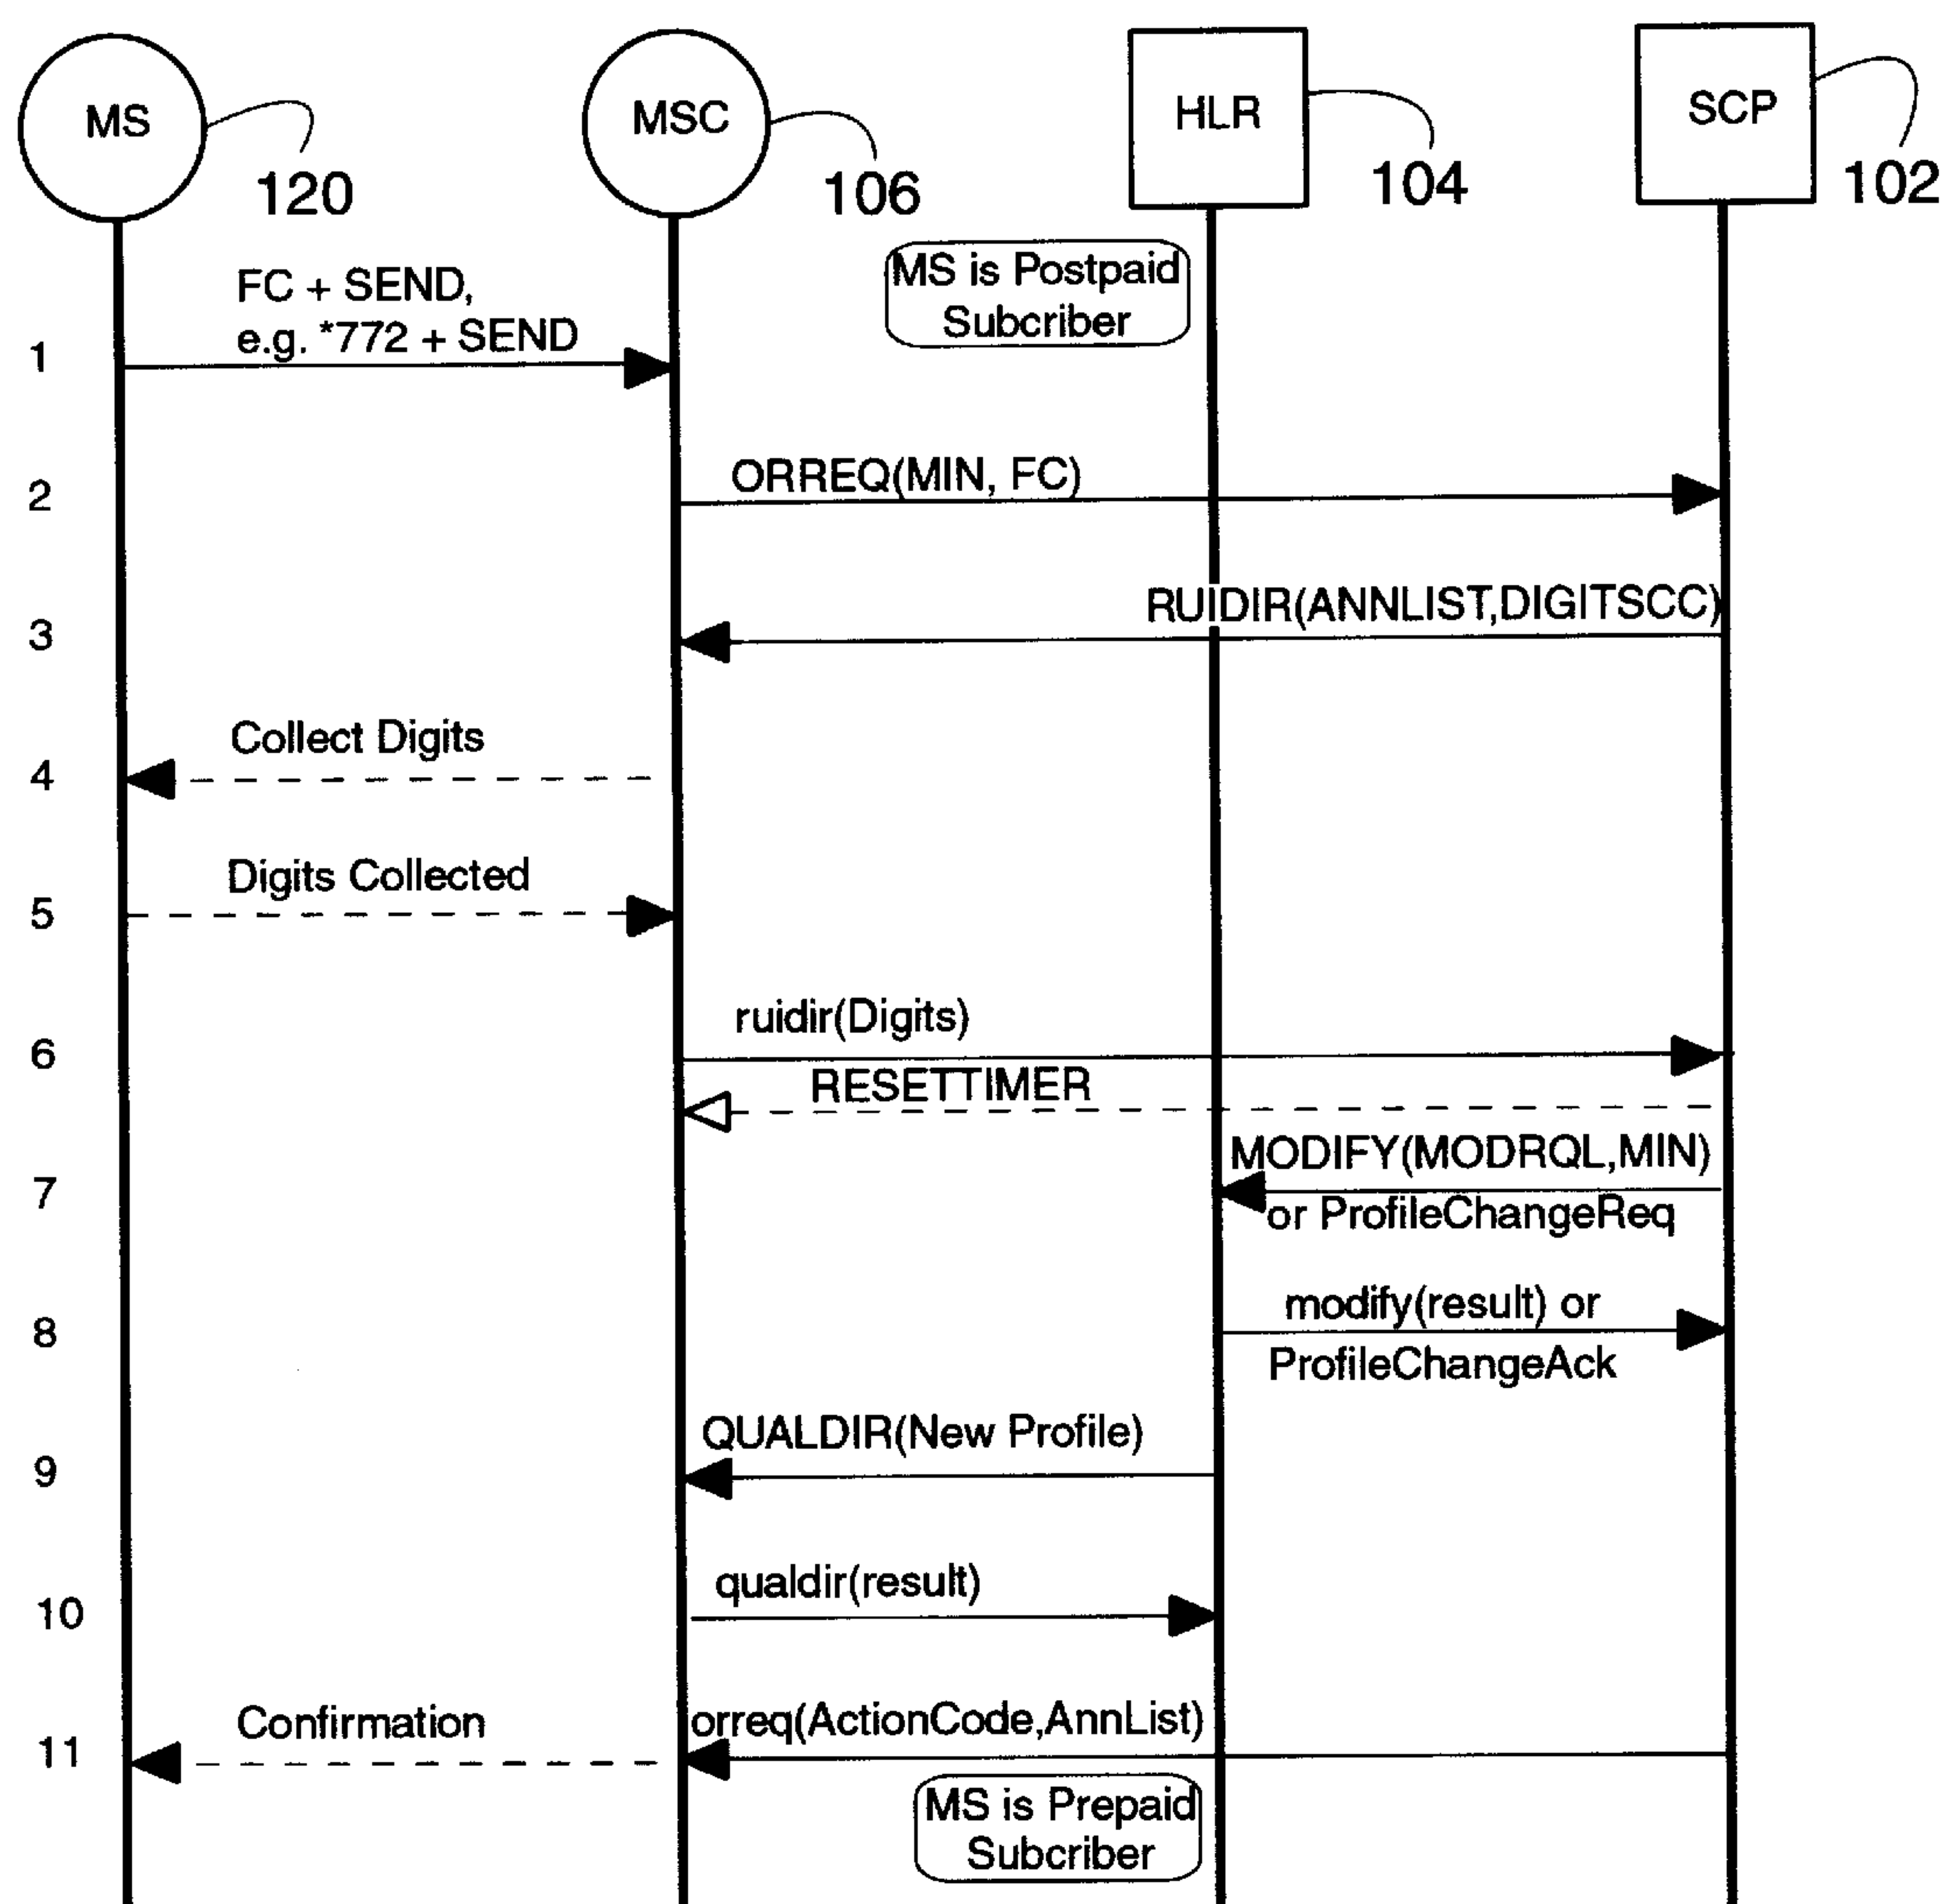 MS
MSC
HLR
SCP
120
106
104
102
MS is Postpaid
Subcriber
FC + SEND,
e.g. *772 + SEND
1
ORREQ(MIN, FC)
2
RUIDIR(ANNLIST,DIGITSCC)
3
Collect Digits
4
Digits Collected
5
ruidir(Digits)
6
RESETTIMER
MODIFY(MODRQL,MIN)
7
or ProfileChangeReq
modify(result) or
8
ProfileChangeAck
QUALDIR(New Profile)
9
qualdir(result)
10
Confirmation
orreq(ActionCode,AnnList)
11
MS is Prepaid
Subcriber